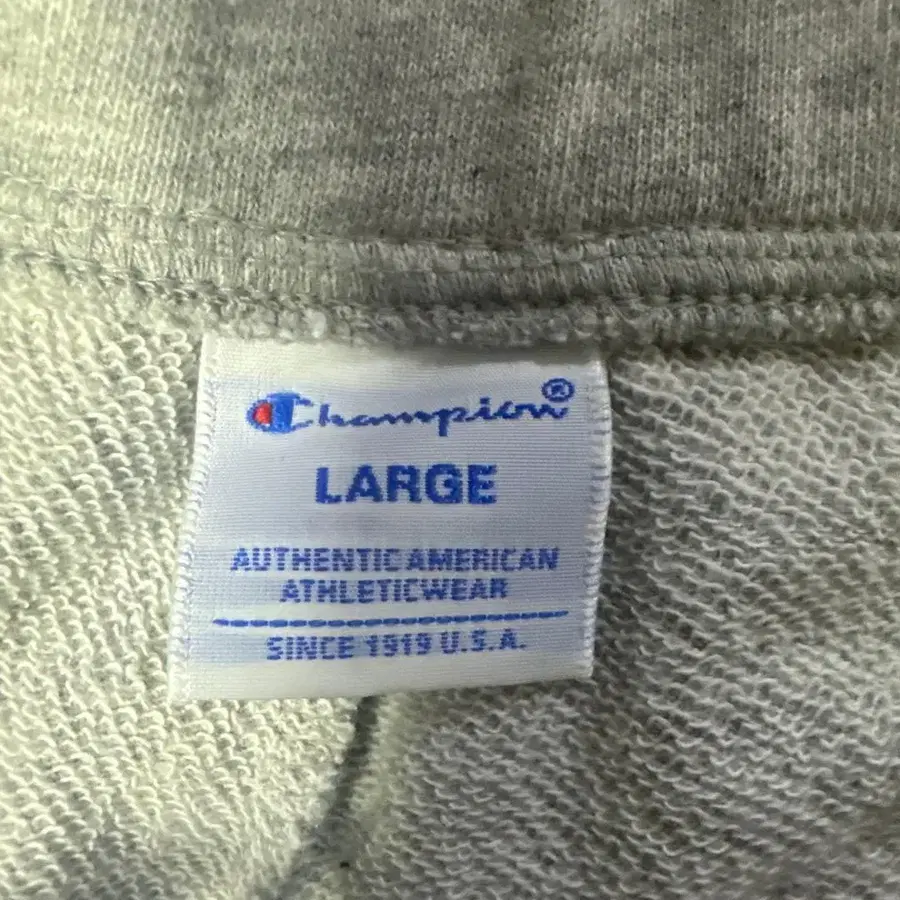 Champion®
LARGE
AUTHENTIC AMERICAN
ATHLETICWEAR
SINCE 1919 U.S.A.